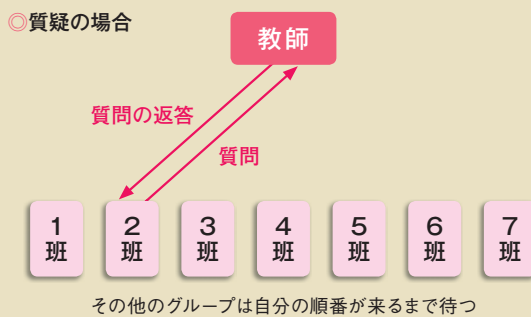 ◎質疑の場合
教師
質問の返答
質問
1班
2班
3班
4班
5班
6班
7班
その他のグループは自分の順番が来るまで待つ